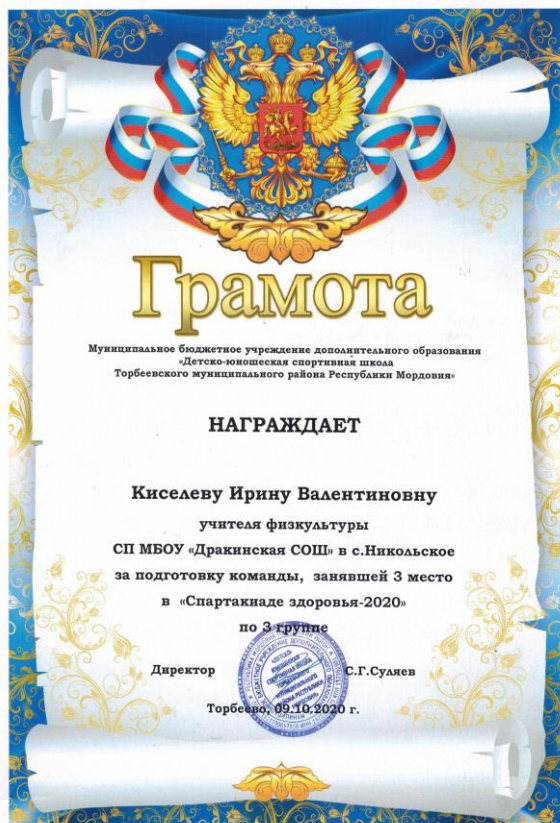 Грамота
Муниципальное бюджетное учреждение дополнительного образования
«Детско-юношеская спортивная школа
Торбеевского муниципального района Республики Мордовия»
НАГРАЖДАЕТ
Киселеву Ирину Валентиновну
учителя физкультуры
СП МБОУ «Дракинская СОШ» в с.Никольское
за подготовку команды, занявшей 3 место
в «Спартакиаде здоровья-2020»
по 3 группе
Директор С.Г.Суляев
Торбеево, 09.10.2020 г.